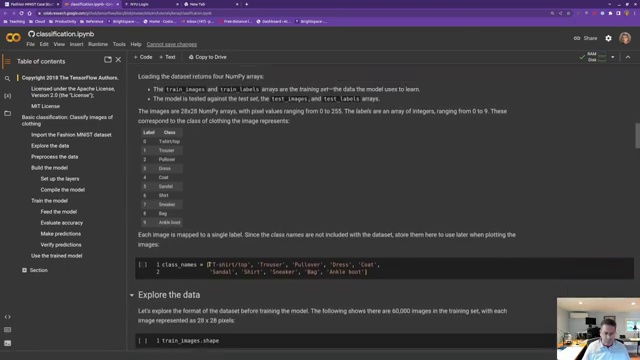 Fashion MNIST Case S
classification.ipynb
NYU Login
New Tab
classification.ipynb
File Edit View Insert Runtime Tools Help Cannot save changes
Share
+ Code + Text Copy to Drive
RAM
Disk
Table of contents
Copyright 2018 The TensorFlow Authors.
Licensed under the Apache License, Version 2.0 (the "License");
MIT License
Basic classification: Classify images of clothing
Import the Fashion MNIST dataset
Explore the data
Preprocess the data
Build the model
Set up the layers
Compile the model
Train the model
Feed the model
Evaluate accuracy
Make predictions
Verify predictions
Use the trained model
Section
Loading the dataset returns four NumPy arrays:
• The train_images and train_labels arrays are the training set—the data the model uses to learn.
• The model is tested against the test set, the test_images, and test_labels arrays.
The images are 28x28 NumPy arrays, with pixel values ranging from 0 to 255. The labels are an array of integers, ranging from 0 to 9. These
correspond to the class of clothing the image represents:
Label Class
0 T-shirt/top
1 Trouser
2 Pullover
3 Dress
4 Coat
5 Sandal
6 Shirt
7 Sneaker
8 Bag
9 Ankle boot
Each image is mapped to a single label. Since the class names are not included with the dataset, store them here to use later when plotting the
images:
[ ] 1 class_names = ['T-shirt/top', 'Trouser', 'Pullover', 'Dress', 'Coat',
2 'Sandal', 'Shirt', 'Sneaker', 'Bag', 'Ankle boot']
Explore the data
Let's explore the format of the dataset before training the model. The following shows there are 60,000 images in the training set, with each
image represented as 28 x 28 pixels:
[ ] 1 train_images.shape